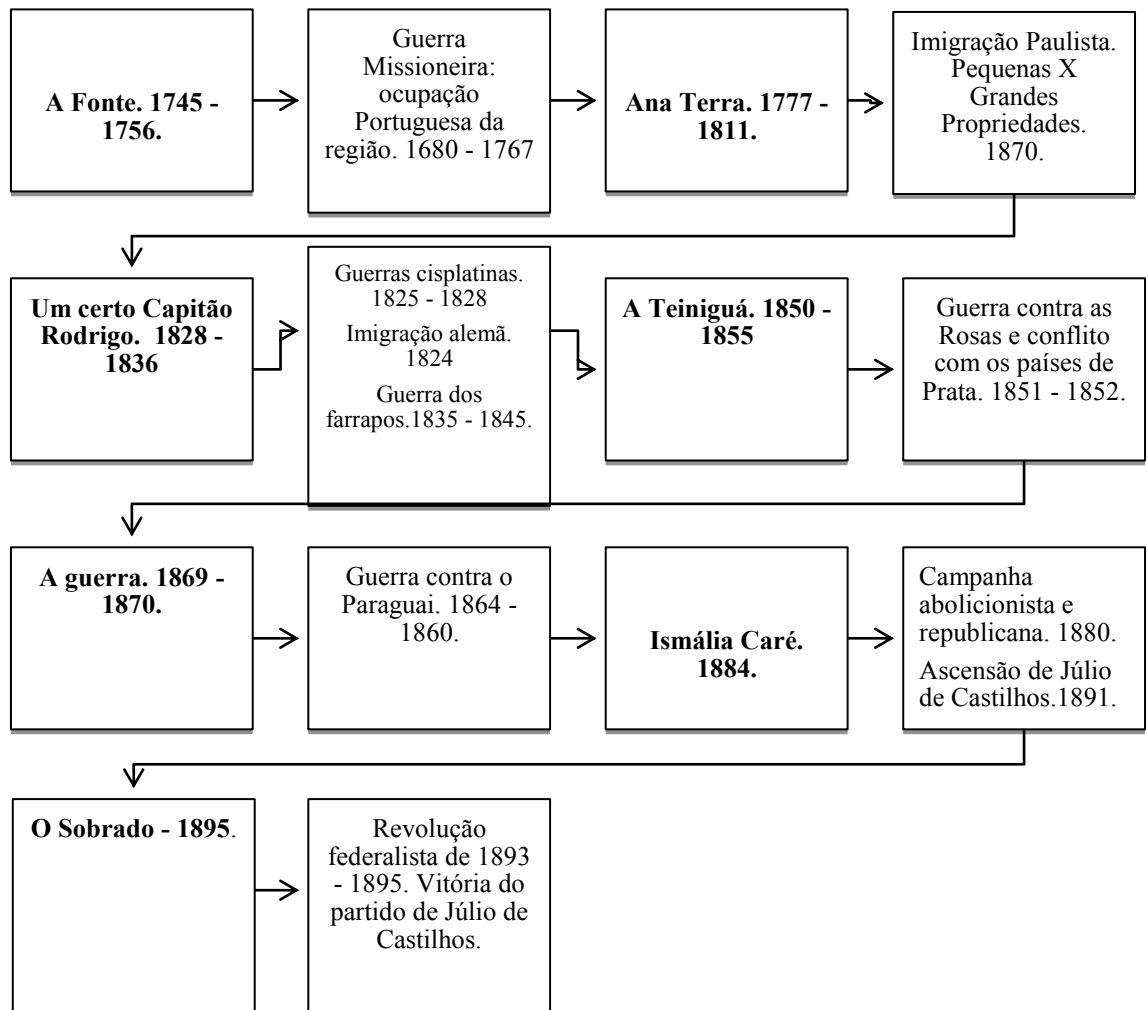 A Fonte. 1745 -
1756.
Guerra
Missioneira:
ocupação
Portuguesa da
região. 1680 - 1767
Ana Terra. 1777 -
1811.
Imigração Paulista.
Pequenas X
Grandes
Propriedades.
1870.
Um certo Capitão
Rodrigo. 1828 -
1836
Guerras cisplatinas.
1825 - 1828
Imigração alemã.
1824
Guerra dos
farrapos.1835 - 1845.
A Teiniguá. 1850 -
1855
Guerra contra as
Rosas e conflito
com os países de
Prata. 1851 - 1852.
A guerra. 1869 -
1870.
Guerra contra o
Paraguai. 1864 -
1860.
Ismália Caré.
1884.
Campanha
abolicionista e
republicana. 1880.
Ascensão de Júlio
de Castilhos.1891.
O Sobrado - 1895.
Revolução
federalista de 1893
- 1895. Vitória do
partido de Júlio de
Castilhos.